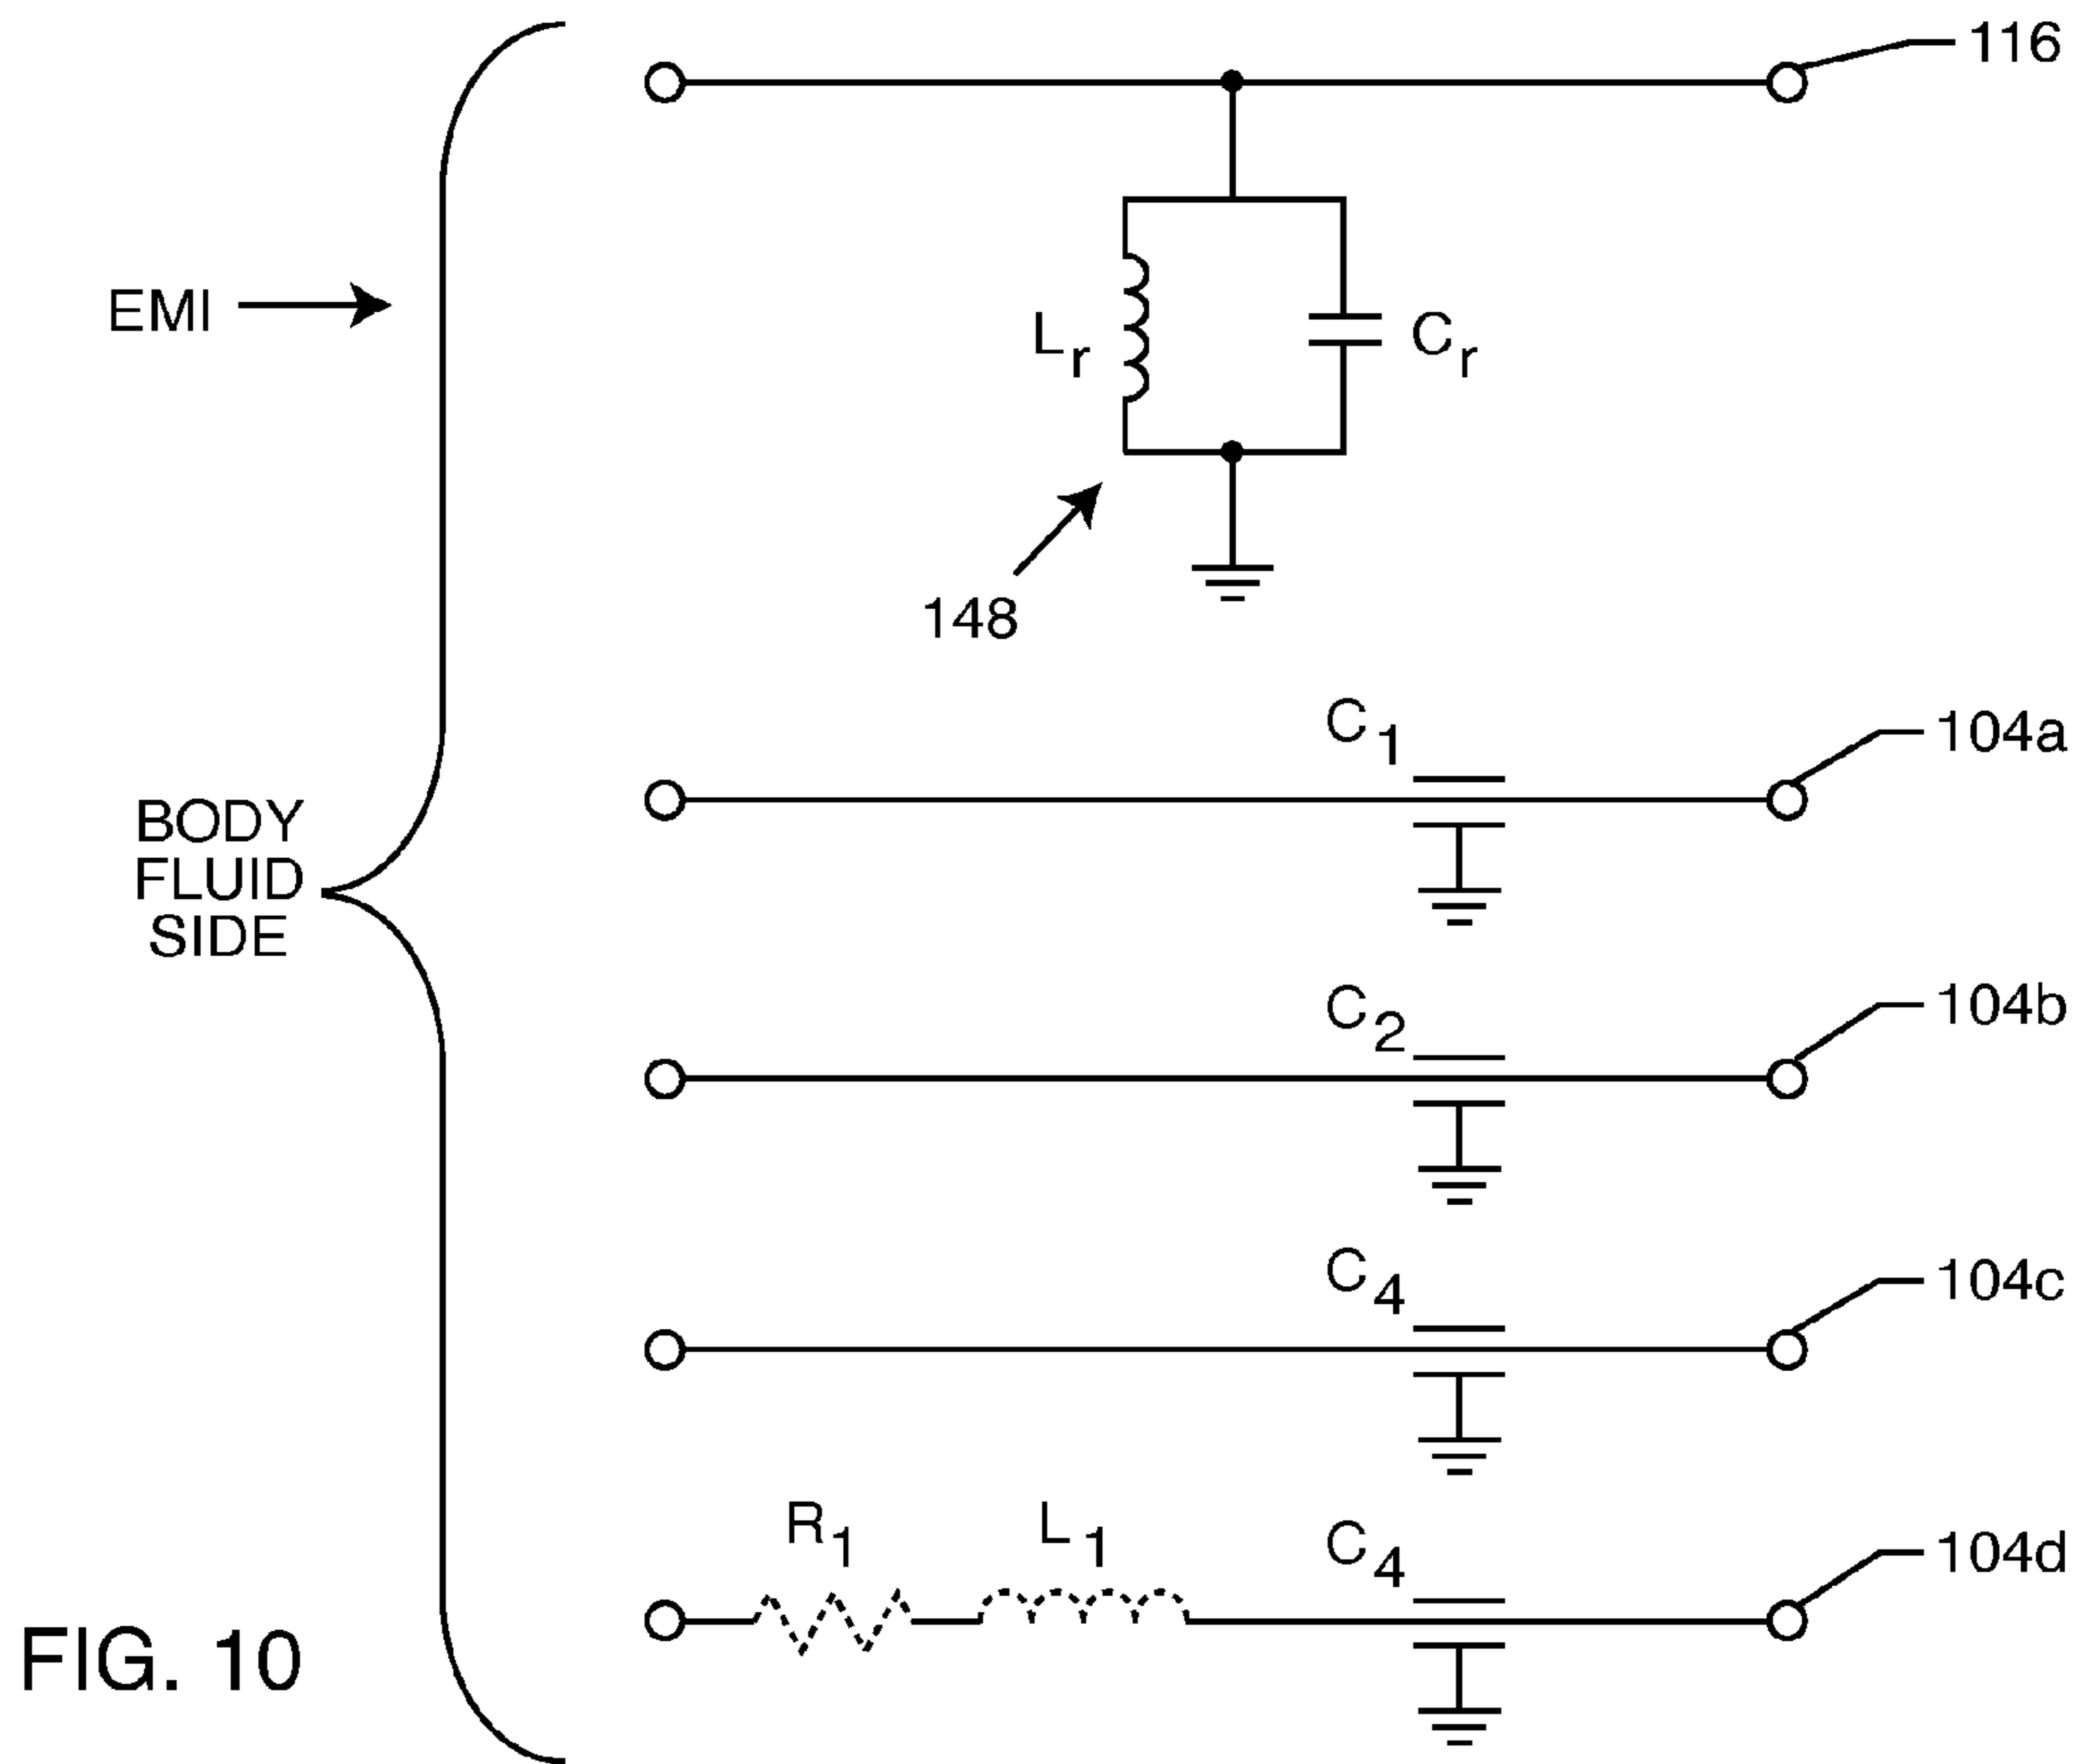 116
EMI
Lr
Cr
148
C1
104a
BODY
FLUID
SIDE
C2
104b
C4
104c
R1
L1
C4
104d
FIG. 10